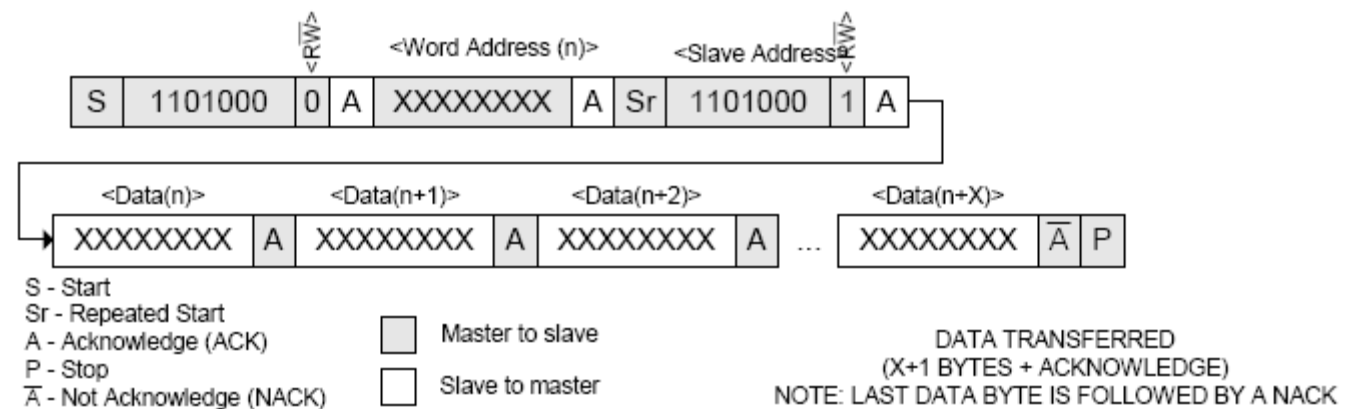 <RW> <Word Address (n)> <Slave Address> <RW>
S 1101000 0 A XXXXXXXX A Sr 1101000 1 A
<Data(n)> <Data(n+1)> <Data(n+2)> <Data(n+X)>
XXXXXXXX A XXXXXXXX A XXXXXXXX A ... XXXXXXXX A̅ P
S - Start
Sr - Repeated Start
A - Acknowledge (ACK)
P - Stop
A̅ - Not Acknowledge (NACK)
Master to slave
Slave to master
DATA TRANSFERRED
(X+1 BYTES + ACKNOWLEDGE)
NOTE: LAST DATA BYTE IS FOLLOWED BY A NACK